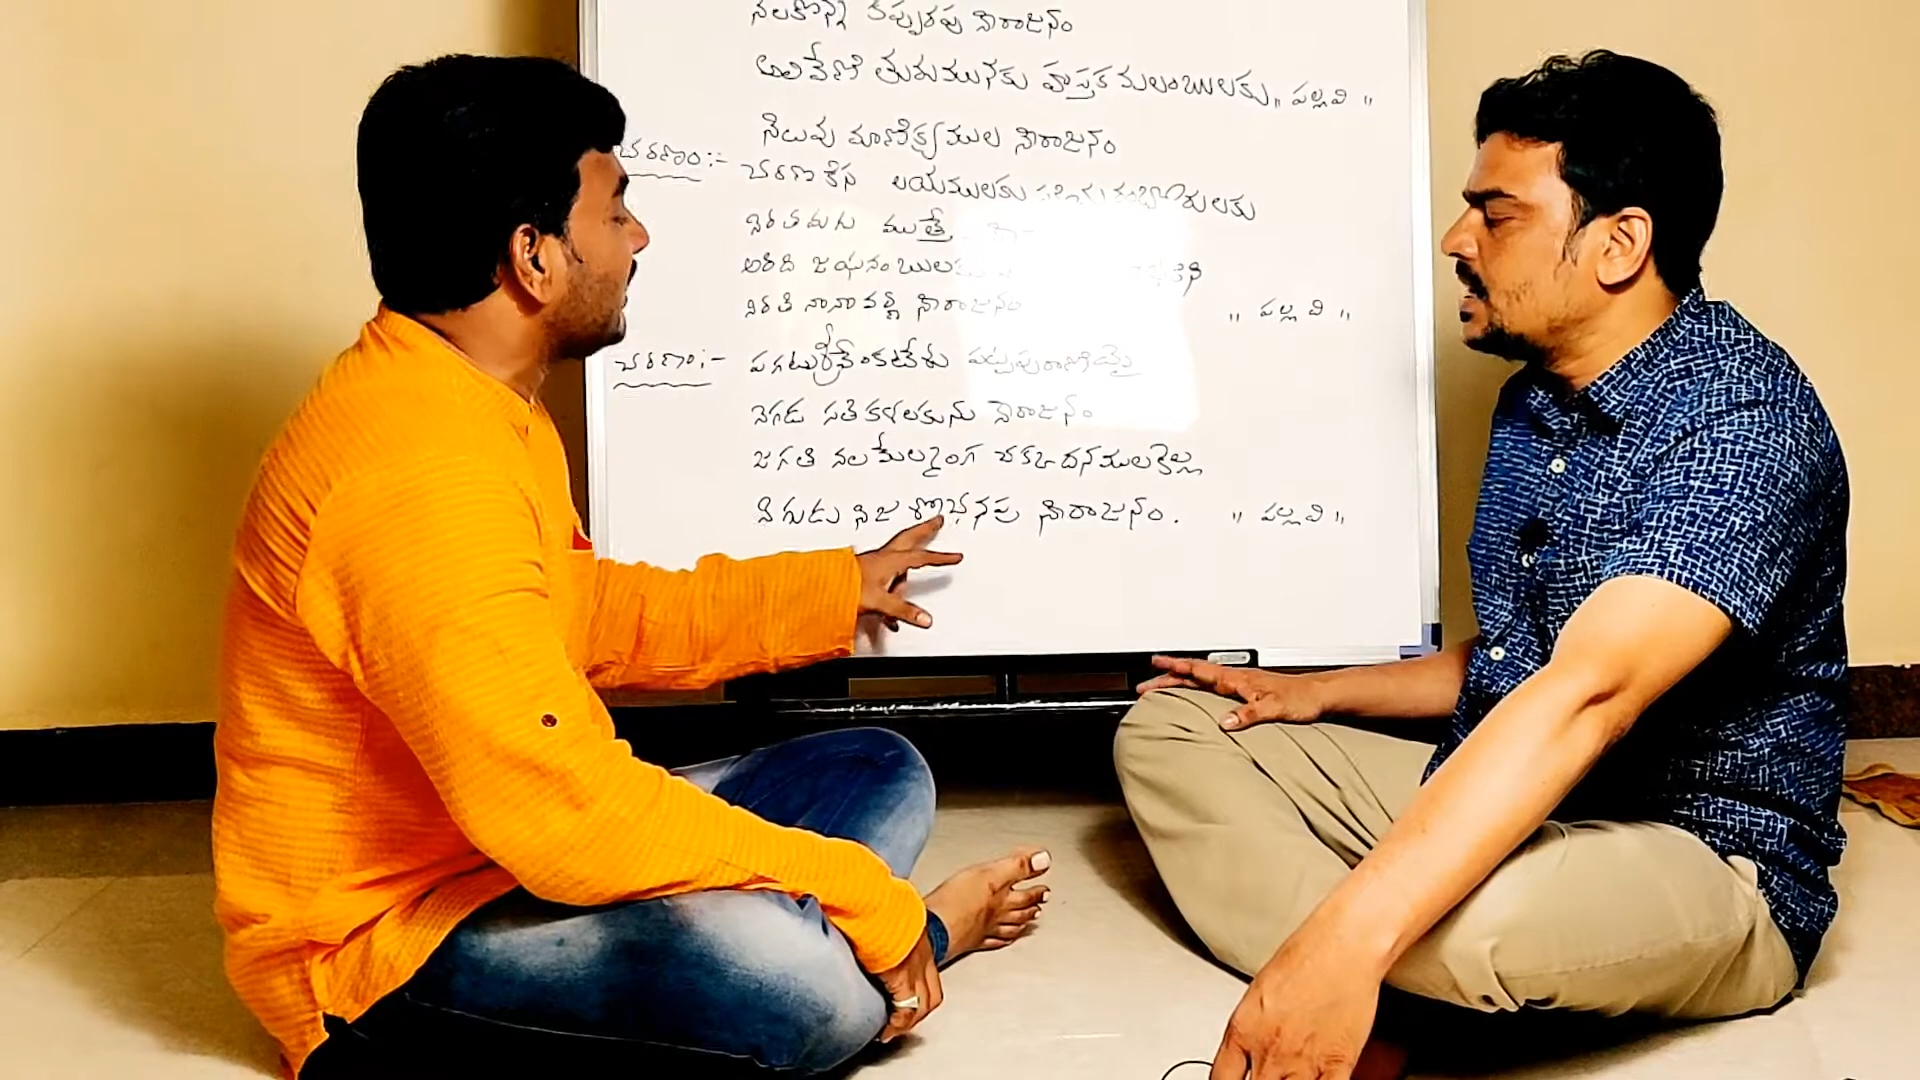 నెలకొన్న కప్పురపు నీరాజనం
అలివేణి తురుమునకు హస్తకమలంబులకు " పల్లవి "
నిలువు మాణిక్యముల నీరాజనం
చరణం :- చరణ కిస లయములకు
నిరతమగు ముత్తే
అరిది జఘనంబులకు
నిరతి నానావర్ణ నీరాజనం " పల్లవి "
చరణం :- పగటు శ్రీవేంకటేశు పట్టపురాణియై
నెగడు సతి కళలకును నీరాజనం
జగతి నలమేల్మంగ చక్కదనములకెల్ల
నిగుడు నిజ శోభనపు నీరాజనం. " పల్లవి "